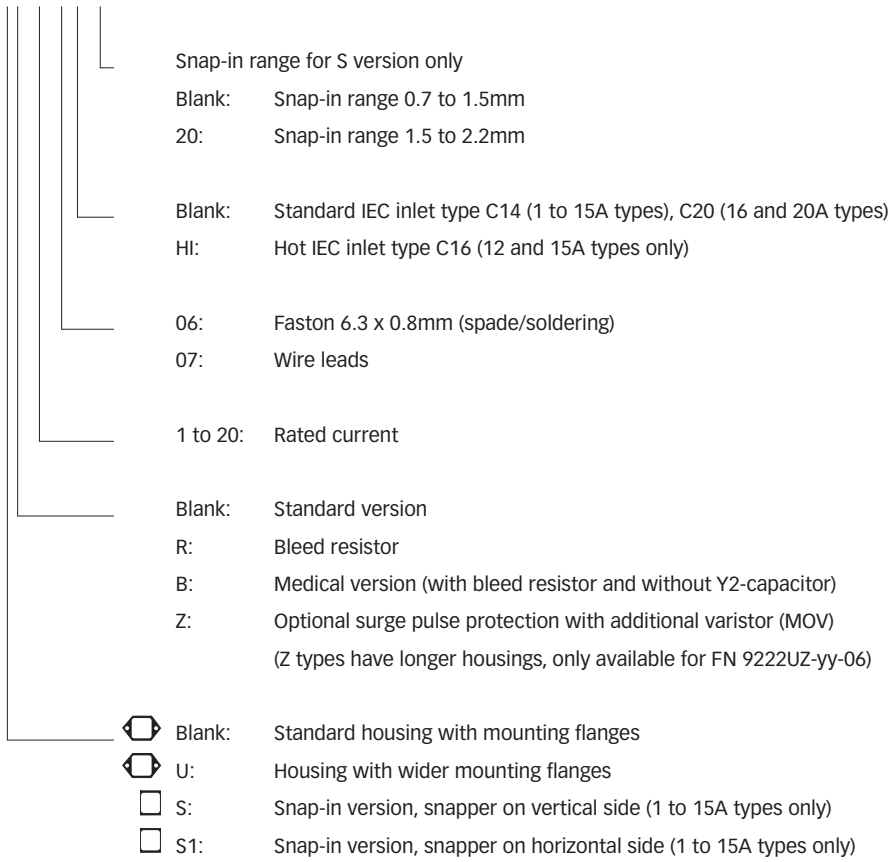 Snap-in range for S version only
Blank: Snap-in range 0.7 to 1.5mm
20: Snap-in range 1.5 to 2.2mm
Blank: Standard IEC inlet type C14 (1 to 15A types), C20 (16 and 20A types)
HI: Hot IEC inlet type C16 (12 and 15A types only)
06: Faston 6.3 x 0.8mm (spade/soldering)
07: Wire leads
1 to 20: Rated current
Blank: Standard version
R: Bleed resistor
B: Medical version (with bleed resistor and without Y2-capacitor)
Z: Optional surge pulse protection with additional varistor (MOV)
(Z types have longer housings, only available for FN 9222UZ-yy-06)
Blank: Standard housing with mounting flanges
U: Housing with wider mounting flanges
S: Snap-in version, snapper on vertical side (1 to 15A types only)
S1: Snap-in version, snapper on horizontal side (1 to 15A types only)